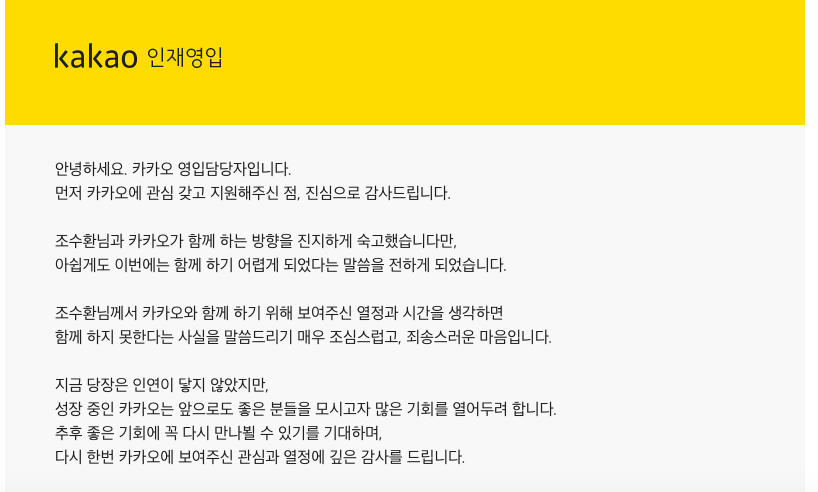 kakao 인재영입
안녕하세요. 카카오 영입담당자입니다.
먼저 카카오에 관심 갖고 지원해주신 점, 진심으로 감사드립니다.
조수환님과 카카오가 함께 하는 방향을 진지하게 숙고했습니다만,
아쉽게도 이번에는 함께 하기 어렵게 되었다는 말씀을 전하게 되었습니다.
조수환님께서 카카오와 함께 하기 위해 보여주신 열정과 시간을 생각하면
함께 하지 못한다는 사실을 말씀드리기 매우 조심스럽고, 죄송스러운 마음입니다.
지금 당장은 인연이 닿지 않았지만,
성장 중인 카카오는 앞으로도 좋은 분들을 모시고자 많은 기회를 열어두려 합니다.
추후 좋은 기회에 꼭 다시 만나뵐 수 있기를 기대하며,
다시 한번 카카오에 보여주신 관심과 열정에 깊은 감사를 드립니다.